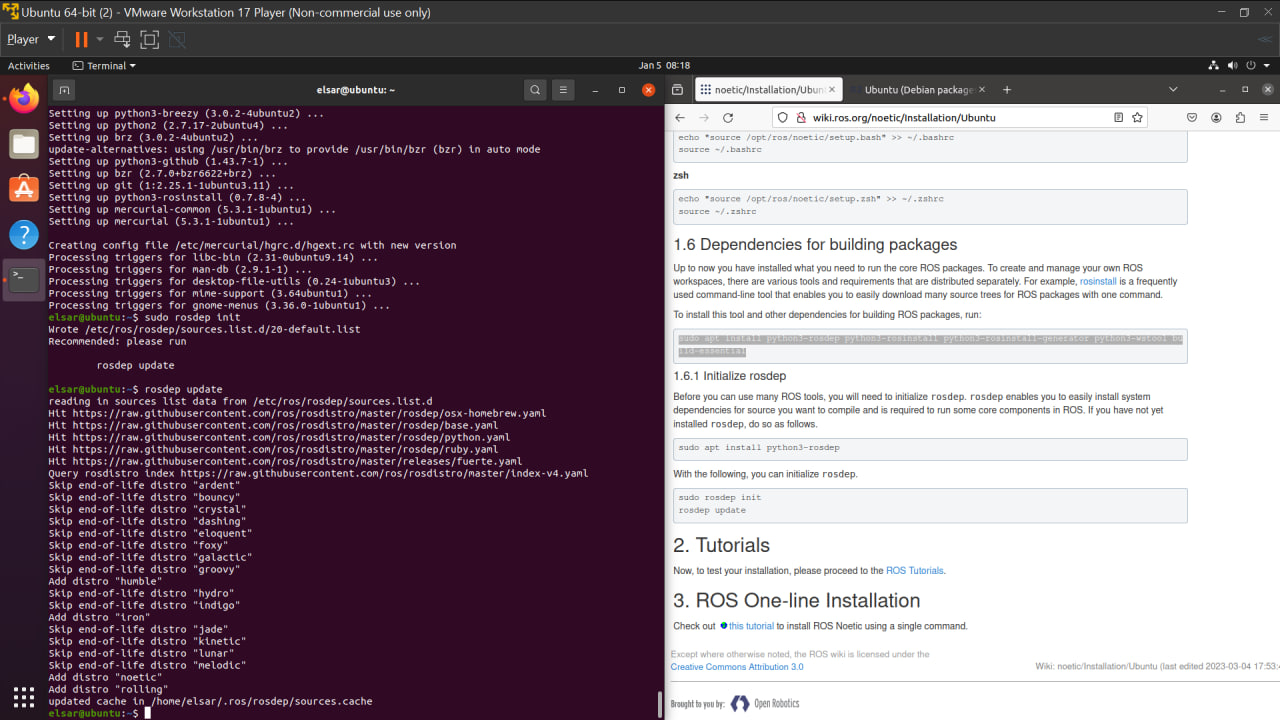 Ubuntu 64-bit (2) - VMware Workstation 17 Player (Non-commercial use only)
Player
Activities
Terminal
Jan 5 08:18
elsar@ubuntu: ~
Setting up python3-breezy (3.0.2-4ubuntu2) ...
Setting up python2 (2.7.17-2ubuntu4) ...
Setting up brz (3.0.2-4ubuntu2) ...
update-alternatives: using /usr/bin/brz to provide /usr/bin/bzr (bzr) in auto mode
Setting up python3-github (1.43.7-1) ...
Setting up bzr (2.7.0+bzr6622+brz) ...
Setting up git (1:2.25.1-1ubuntu3.11) ...
Setting up python3-rosinstall (0.7.8-4) ...
Setting up mercurial-common (5.3.1-1ubuntu1) ...
Setting up mercurial (5.3.1-1ubuntu1) ...
Creating config file /etc/mercurial/hgrc.d/hgext.rc with new version
Processing triggers for libc-bin (2.31-0ubuntu9.14) ...
Processing triggers for man-db (2.9.1-1) ...
Processing triggers for desktop-file-utils (0.24-1ubuntu3) ...
Processing triggers for mime-support (3.64ubuntu1) ...
Processing triggers for gnome-menus (3.36.0-1ubuntu1) ...
elsar@ubuntu:~$ sudo rosdep init
Wrote /etc/ros/rosdep/sources.list.d/20-default.list
Recommended: please run
rosdep update
elsar@ubuntu:~$ rosdep update
reading in sources list data from /etc/ros/rosdep/sources.list.d
Hit https://raw.githubusercontent.com/ros/rosdistro/master/rosdep/osx-homebrew.yaml
Hit https://raw.githubusercontent.com/ros/rosdistro/master/rosdep/base.yaml
Hit https://raw.githubusercontent.com/ros/rosdistro/master/rosdep/python.yaml
Hit https://raw.githubusercontent.com/ros/rosdistro/master/rosdep/ruby.yaml
Hit https://raw.githubusercontent.com/ros/rosdistro/master/releases/fuerte.yaml
Query rosdistro index https://raw.githubusercontent.com/ros/rosdistro/master/index-v4.yaml
Skip end-of-life distro "ardent"
Skip end-of-life distro "bouncy"
Skip end-of-life distro "crystal"
Skip end-of-life distro "dashing"
Skip end-of-life distro "eloquent"
Skip end-of-life distro "foxy"
Skip end-of-life distro "galactic"
Skip end-of-life distro "groovy"
Add distro "humble"
Skip end-of-life distro "hydro"
Skip end-of-life distro "indigo"
Add distro "iron"
Skip end-of-life distro "jade"
Skip end-of-life distro "kinetic"
Skip end-of-life distro "lunar"
Skip end-of-life distro "melodic"
Add distro "noetic"
Add distro "rolling"
updated cache in /home/elsar/.ros/rosdep/sources.cache
elsar@ubuntu:~$
noetic/Installation/Ubun
Ubuntu (Debian package
wiki.ros.org/noetic/Installation/Ubuntu
echo "source /opt/ros/noetic/setup.bash" >> ~/.bashrc
source ~/.bashrc
zsh
echo "source /opt/ros/noetic/setup.zsh" >> ~/.zshrc
source ~/.zshrc
1.6 Dependencies for building packages
Up to now you have installed what you need to run the core ROS packages. To create and manage your own ROS
workspaces, there are various tools and requirements that are distributed separately. For example, rosinstall is a frequently
used command-line tool that enables you to easily download many source trees for ROS packages with one command.
To install this tool and other dependencies for building ROS packages, run:
sudo apt install python3-rosdep python3-rosinstall python3-rosinstall-generator python3-wstool bu
ild-essential
1.6.1 Initialize rosdep
Before you can use many ROS tools, you will need to initialize rosdep. rosdep enables you to easily install system
dependencies for source you want to compile and is required to run some core components in ROS. If you have not yet
installed rosdep, do so as follows.
sudo apt install python3-rosdep
With the following, you can initialize rosdep.
sudo rosdep init
rosdep update
2. Tutorials
Now, to test your installation, please proceed to the ROS Tutorials.
3. ROS One-line Installation
Check out this tutorial to install ROS Noetic using a single command.
Except where otherwise noted, the ROS wiki is licensed under the
Creative Commons Attribution 3.0
Wiki: noetic/Installation/Ubuntu (last edited 2023-03-04 17:53:4
Brought to you by: Open Robotics